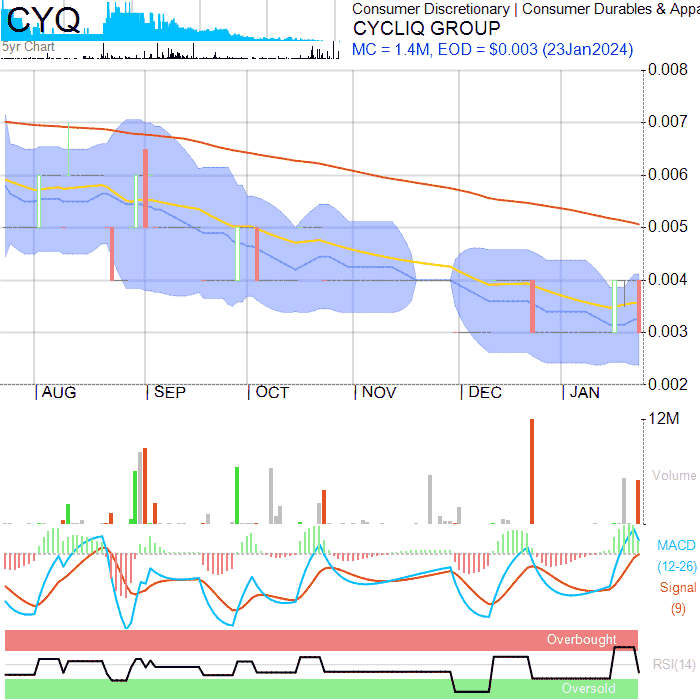 CYQ
5yr Chart
Consumer Discretionary | Consumer Durables & Appa
CYCLIQ GROUP
MC = 1.4M, EOD = $0.003 (23Jan2024)
0.008
0.007
0.006
0.005
0.004
0.003
0.002
AUG SEP OCT NOV DEC JAN
12M
Volume
MACD
(12-26)
Signal
(9)
Overbought
RSI(14)
Oversold